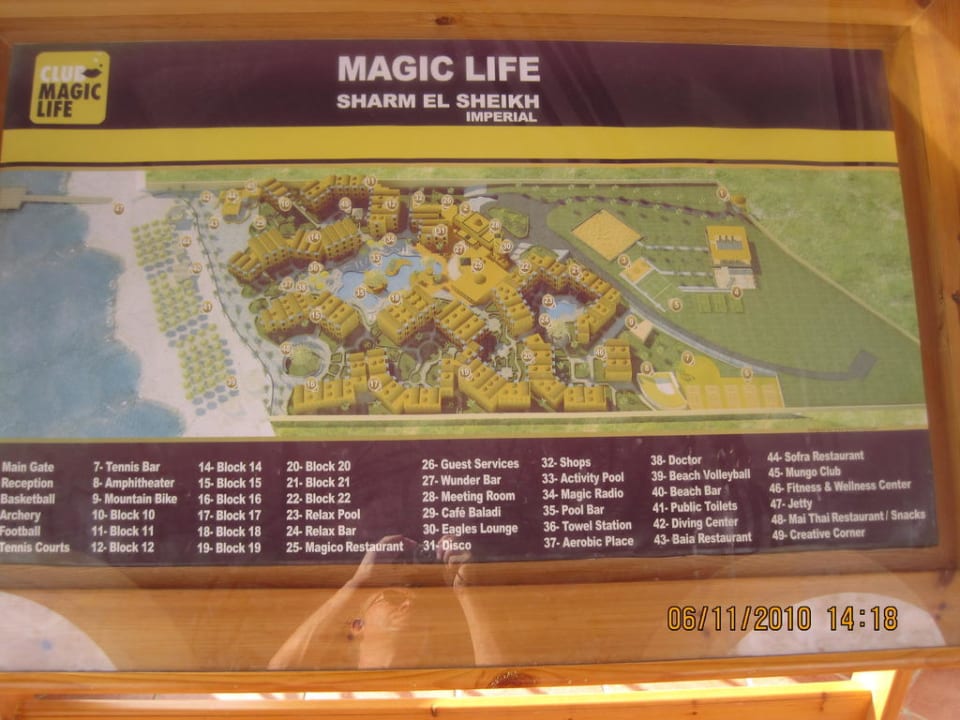 CLUB
MAGIC
LIFE
MAGIC LIFE
SHARM EL SHEIKH
IMPERIAL
Main Gate
Reception
Basketball
Archery
Football
Tennis Courts
7- Tennis Bar
8- Amphitheater
9- Mountain Bike
10- Block 10
11- Block 11
12- Block 12
14- Block 14
15- Block 15
16- Block 16
17- Block 17
18- Block 18
19- Block 19
20- Block 20
21- Block 21
22- Block 22
23- Relax Pool
24- Relax Bar
25- Magico Restaurant
26- Guest Services
27- Wunder Bar
28- Meeting Room
29- Café Baladi
30- Eagles Lounge
31- Disco
32- Shops
33- Activity Pool
34- Magic Radio
35- Pool Bar
36- Towel Station
37- Aerobic Place
38- Doctor
39- Beach Volleyball
40- Beach Bar
41- Public Toilets
42- Diving Center
43- Baia Restaurant
44- Sofra Restaurant
45- Mungo Club
46- Fitness & Wellness Center
47- Jetty
48- Mai Thai Restaurant / Snacks
49- Creative Corner
06/11/2010 14:18